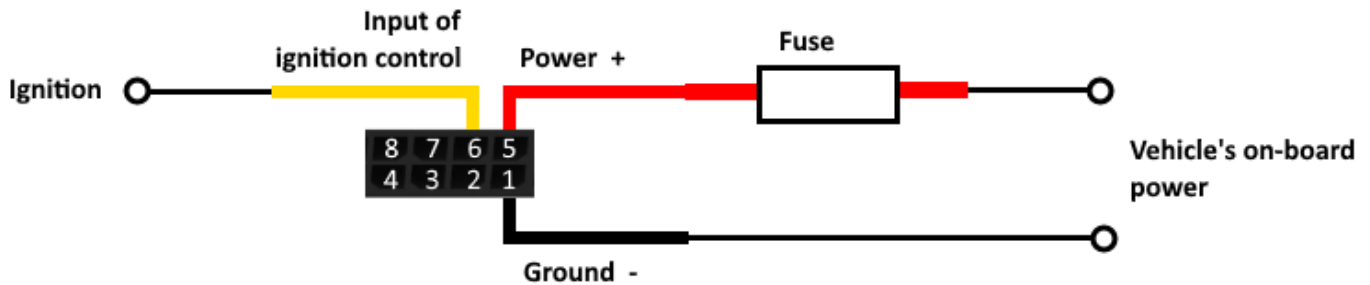 Input of
ignition control
Power +
Fuse
Ignition
8 7 6 5
4 3 2 1
Vehicle's on-board
power
Ground -